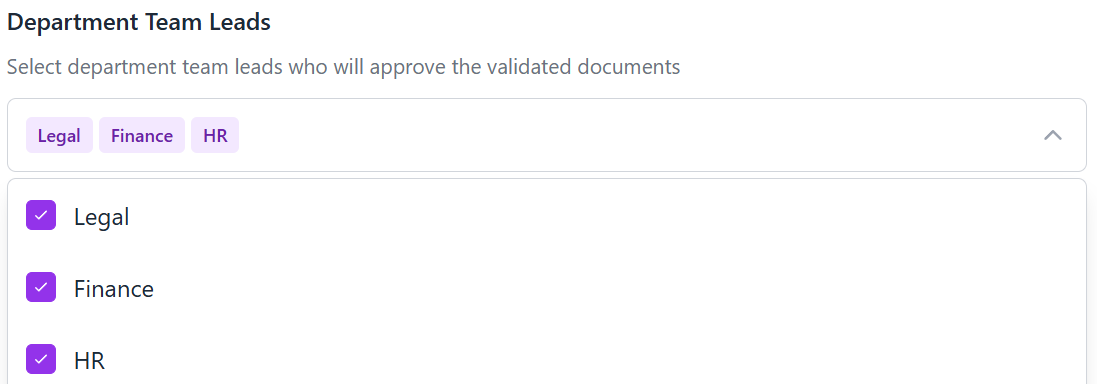 Department Team Leads
Select department team leads who will approve the validated documents
Legal Finance HR
Legal
Finance
HR